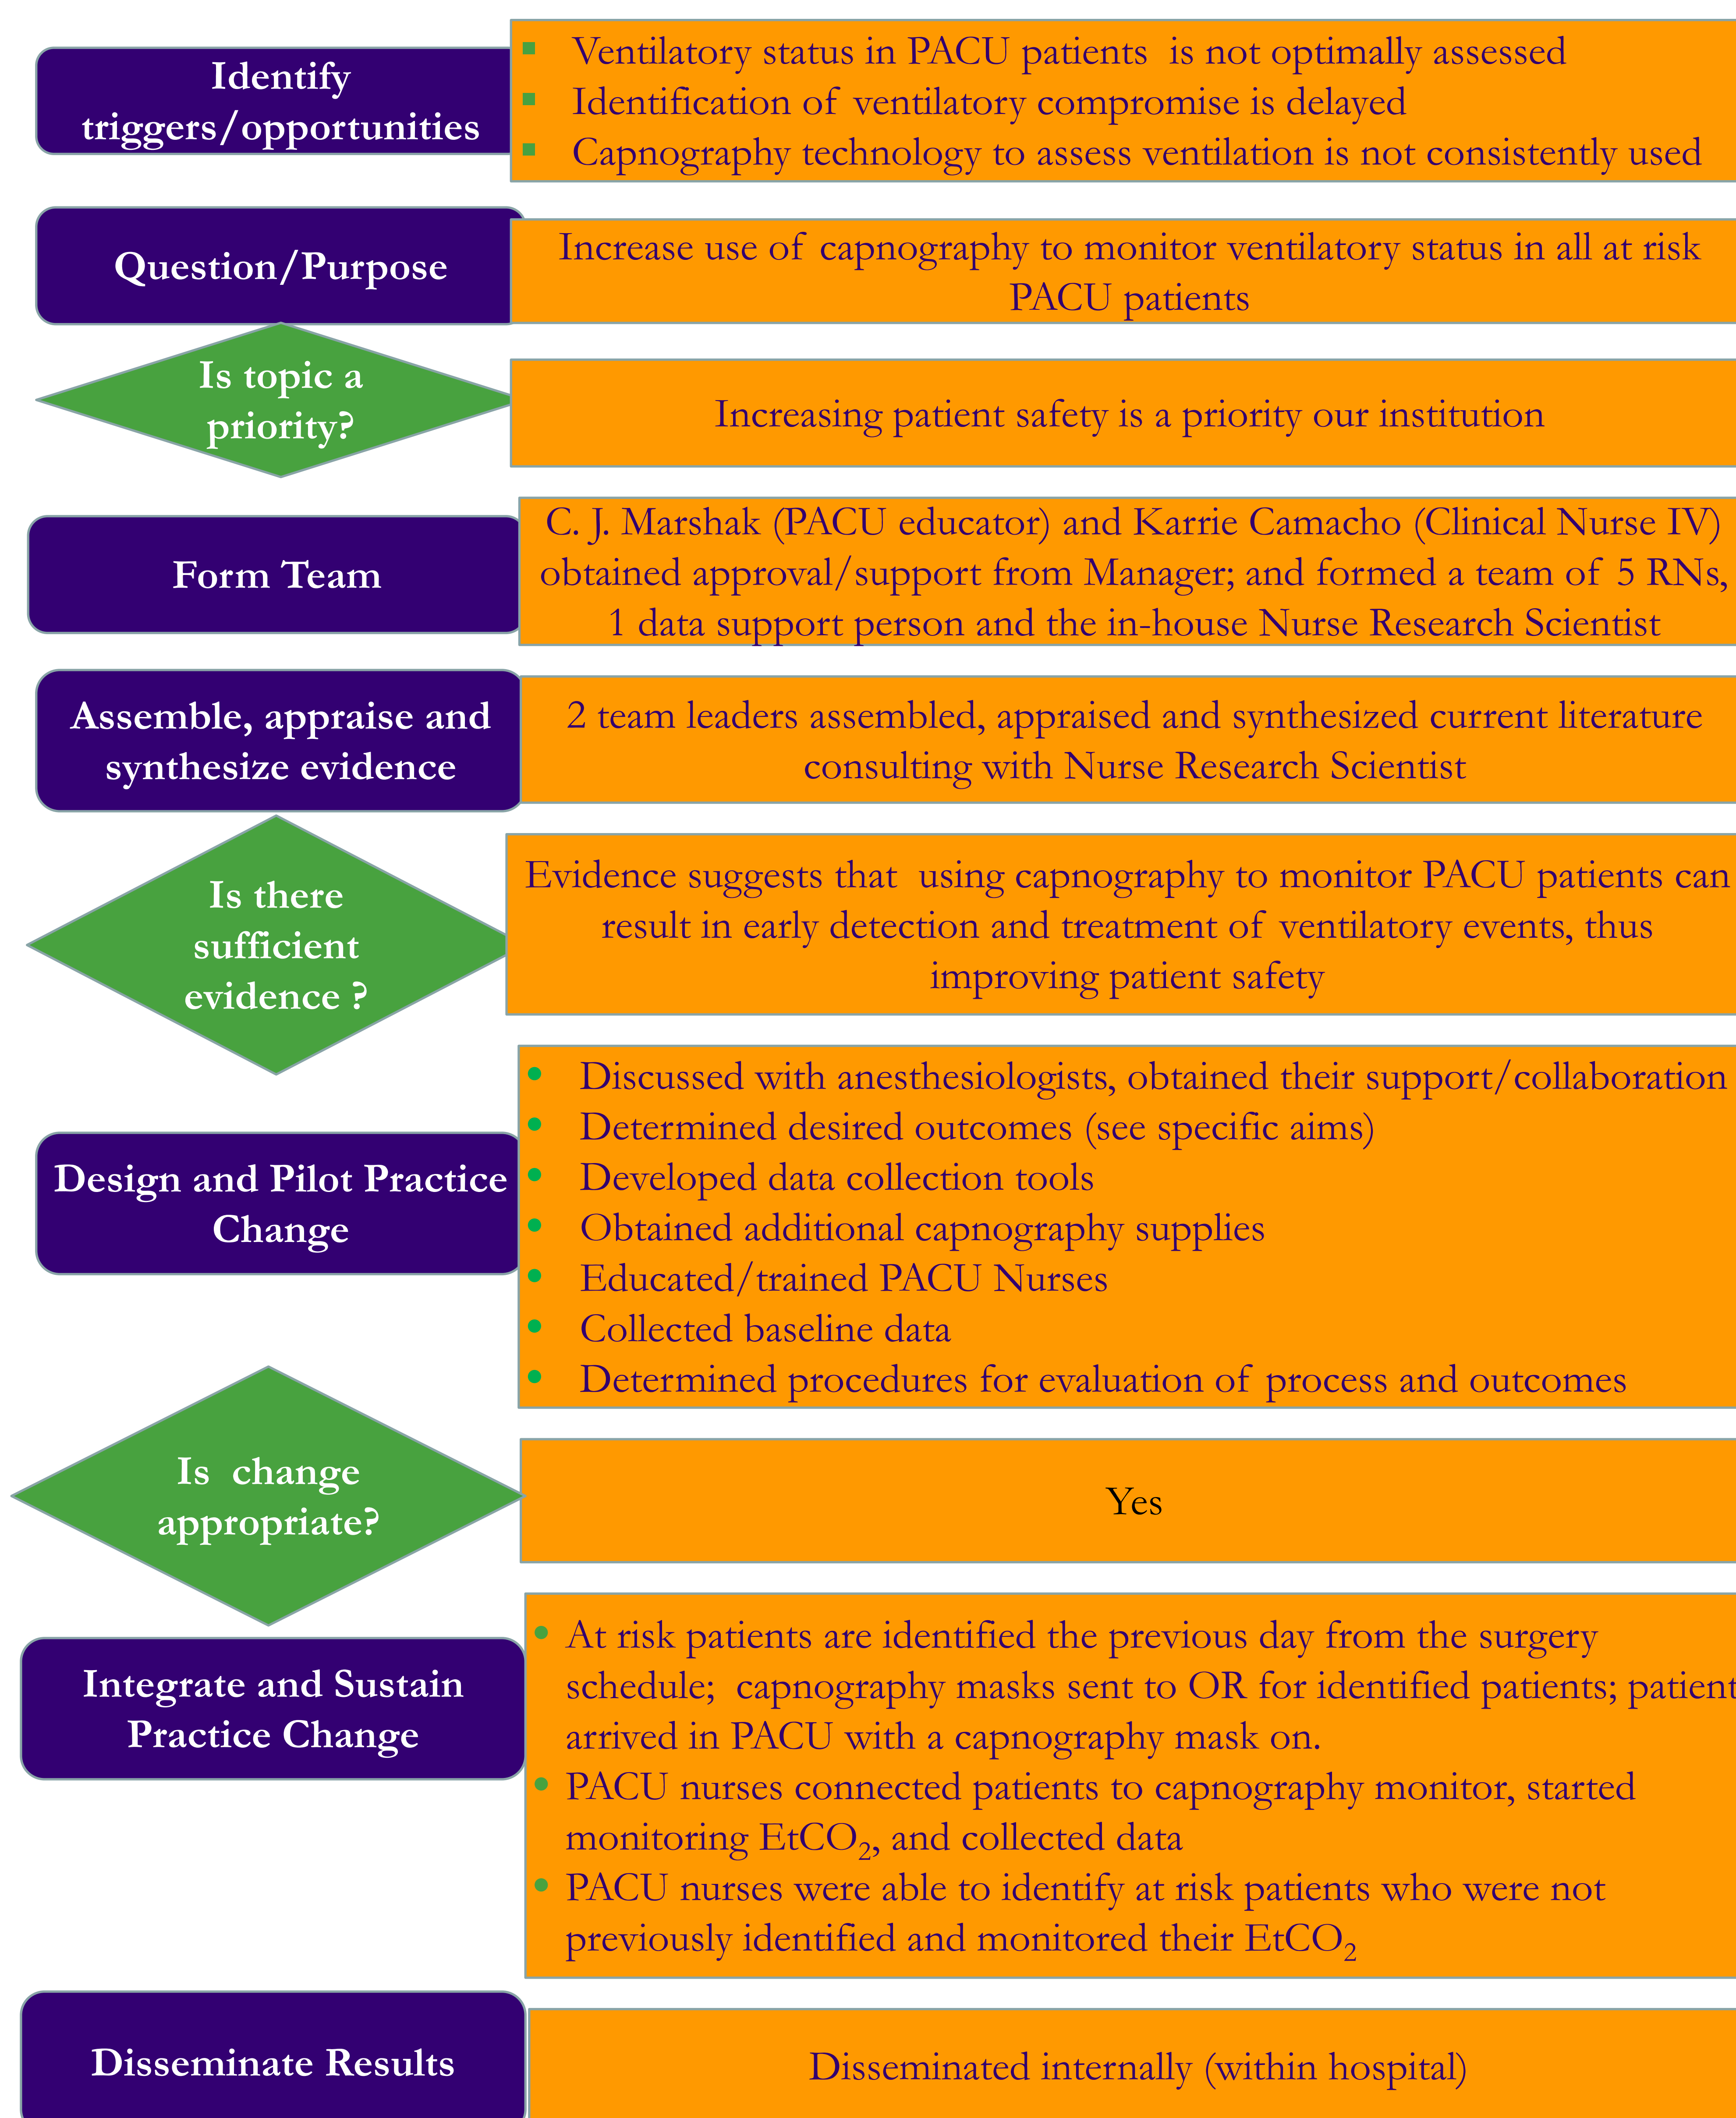 Identify
triggers/opportunities
Ventilatory status in PACU patients is not optimally assessed
Identification of ventilatory compromise is delayed
Capnography technology to assess ventilation is not consistently used
Question/Purpose
Increase use of capnography to monitor ventilatory status in all at risk
PACU patients
Is topic a
priority?
Increasing patient safety is a priority our institution
Form Team
C. J. Marshak (PACU educator) and Karrie Camacho (Clinical Nurse IV)
obtained approval/support from Manager; and formed a team of 5 RNs,
1 data support person and the in-house Nurse Research Scientist
Assemble, appraise and
synthesize evidence
2 team leaders assembled, appraised and synthesized current literature
consulting with Nurse Research Scientist
Is there
sufficient
evidence ?
Evidence suggests that using capnography to monitor PACU patients can
result in early detection and treatment of ventilatory events, thus
improving patient safety
Design and Pilot Practice
Change
Discussed with anesthesiologists, obtained their support/collaboration
Determined desired outcomes (see specific aims)
Developed data collection tools
Obtained additional capnography supplies
Educated/trained PACU Nurses
Collected baseline data
Determined procedures for evaluation of process and outcomes
Is change
appropriate?
Yes
Integrate and Sustain
Practice Change
At risk patients are identified the previous day from the surgery
schedule; capnography masks sent to OR for identified patients; patient
arrived in PACU with a capnography mask on.
PACU nurses connected patients to capnography monitor, started
monitoring EtCO₂, and collected data
PACU nurses were able to identify at risk patients who were not
previously identified and monitored their EtCO₂
Disseminate Results
Disseminated internally (within hospital)